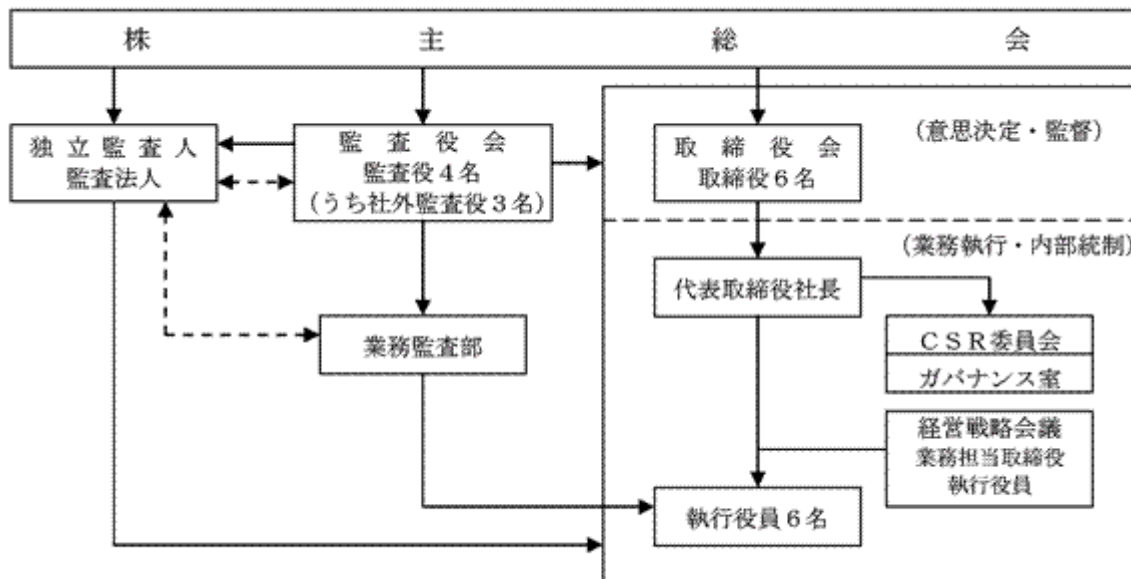 株主総会
独立監査人
監査法人
監査役会
監査役4名
(うち社外監査役3名)
取締役会
取締役6名
(意思決定・監督)
(業務執行・内部統制)
代表取締役社長
業務監査部
CSR委員会
ガバナンス室
経営戦略会議
業務担当取締役
執行役員
執行役員6名